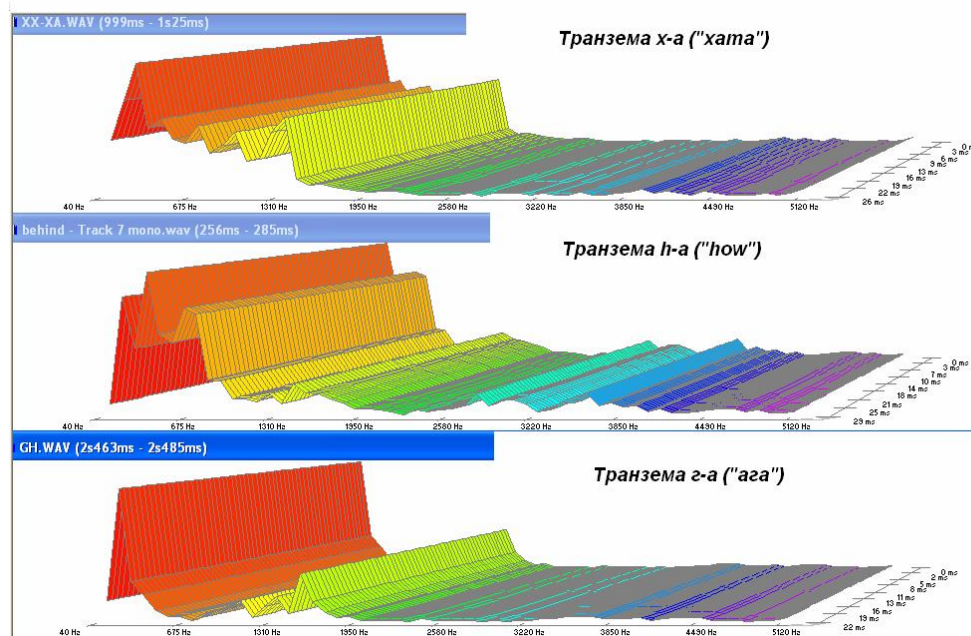 XX-XA.WAV (999ms - 1s25ms)
Транзема х-а ("хата")
0 ms
3 ms
6 ms
9 ms
13 ms
16 ms
19 ms
22 ms
26 ms
40 Hz 675 Hz 1310 Hz 1950 Hz 2580 Hz 3220 Hz 3850 Hz 4490 Hz 5120 Hz
behind - Track 7 mono.wav (256ms - 285ms)
Транзема h-a ("how")
0 ms
3 ms
7 ms
10 ms
14 ms
18 ms
21 ms
25 ms
29 ms
40 Hz 675 Hz 1310 Hz 1950 Hz 2580 Hz 3220 Hz 3850 Hz 4490 Hz 5120 Hz
GH.WAV (2s463ms - 2s485ms)
Транзема г-а ("ага")
0 ms
2 ms
5 ms
8 ms
11 ms
13 ms
16 ms
19 ms
22 ms
40 Hz 675 Hz 1310 Hz 1950 Hz 2580 Hz 3220 Hz 3850 Hz 4490 Hz 5120 Hz